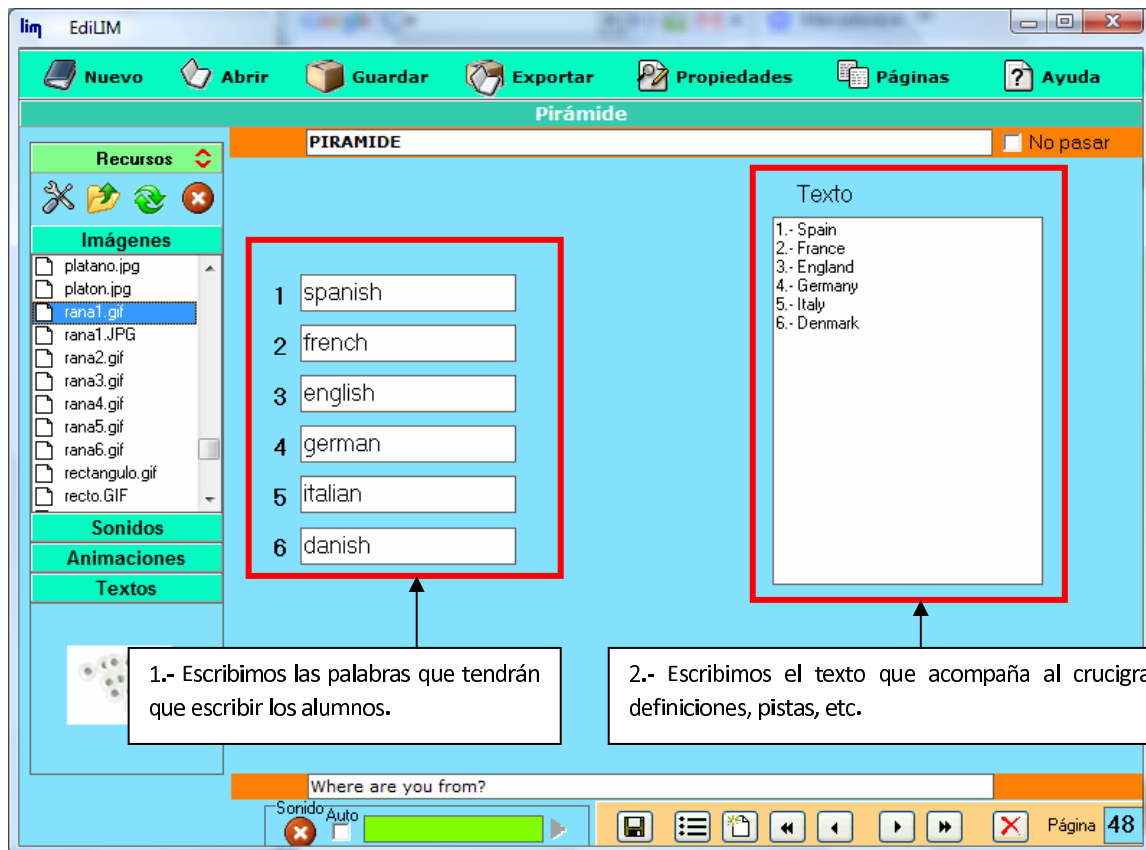 lim EdiLIM
Nuevo Abrir Guardar Exportar Propiedades Páginas Ayuda
Pirámide
PIRAMIDE
No pasar
Recursos
Imágenes
platano.jpg
platon.jpg
rana1.gif
rana1.JPG
rana2.gif
rana3.gif
rana4.gif
rana5.gif
rana6.gif
rectangulo.gif
recto.GIF
Sonidos
Animaciones
Textos
1 spanish
2 french
3 english
4 german
5 italian
6 danish
Texto
1.- Spain
2.- France
3.- England
4.- Germany
5.- Italy
6.- Denmark
1.- Escribimos las palabras que tendrán
que escribir los alumnos.
2.- Escribimos el texto que acompaña al crucigra
definiciones, pistas, etc.
Where are you from?
Sonido Auto
Página 48